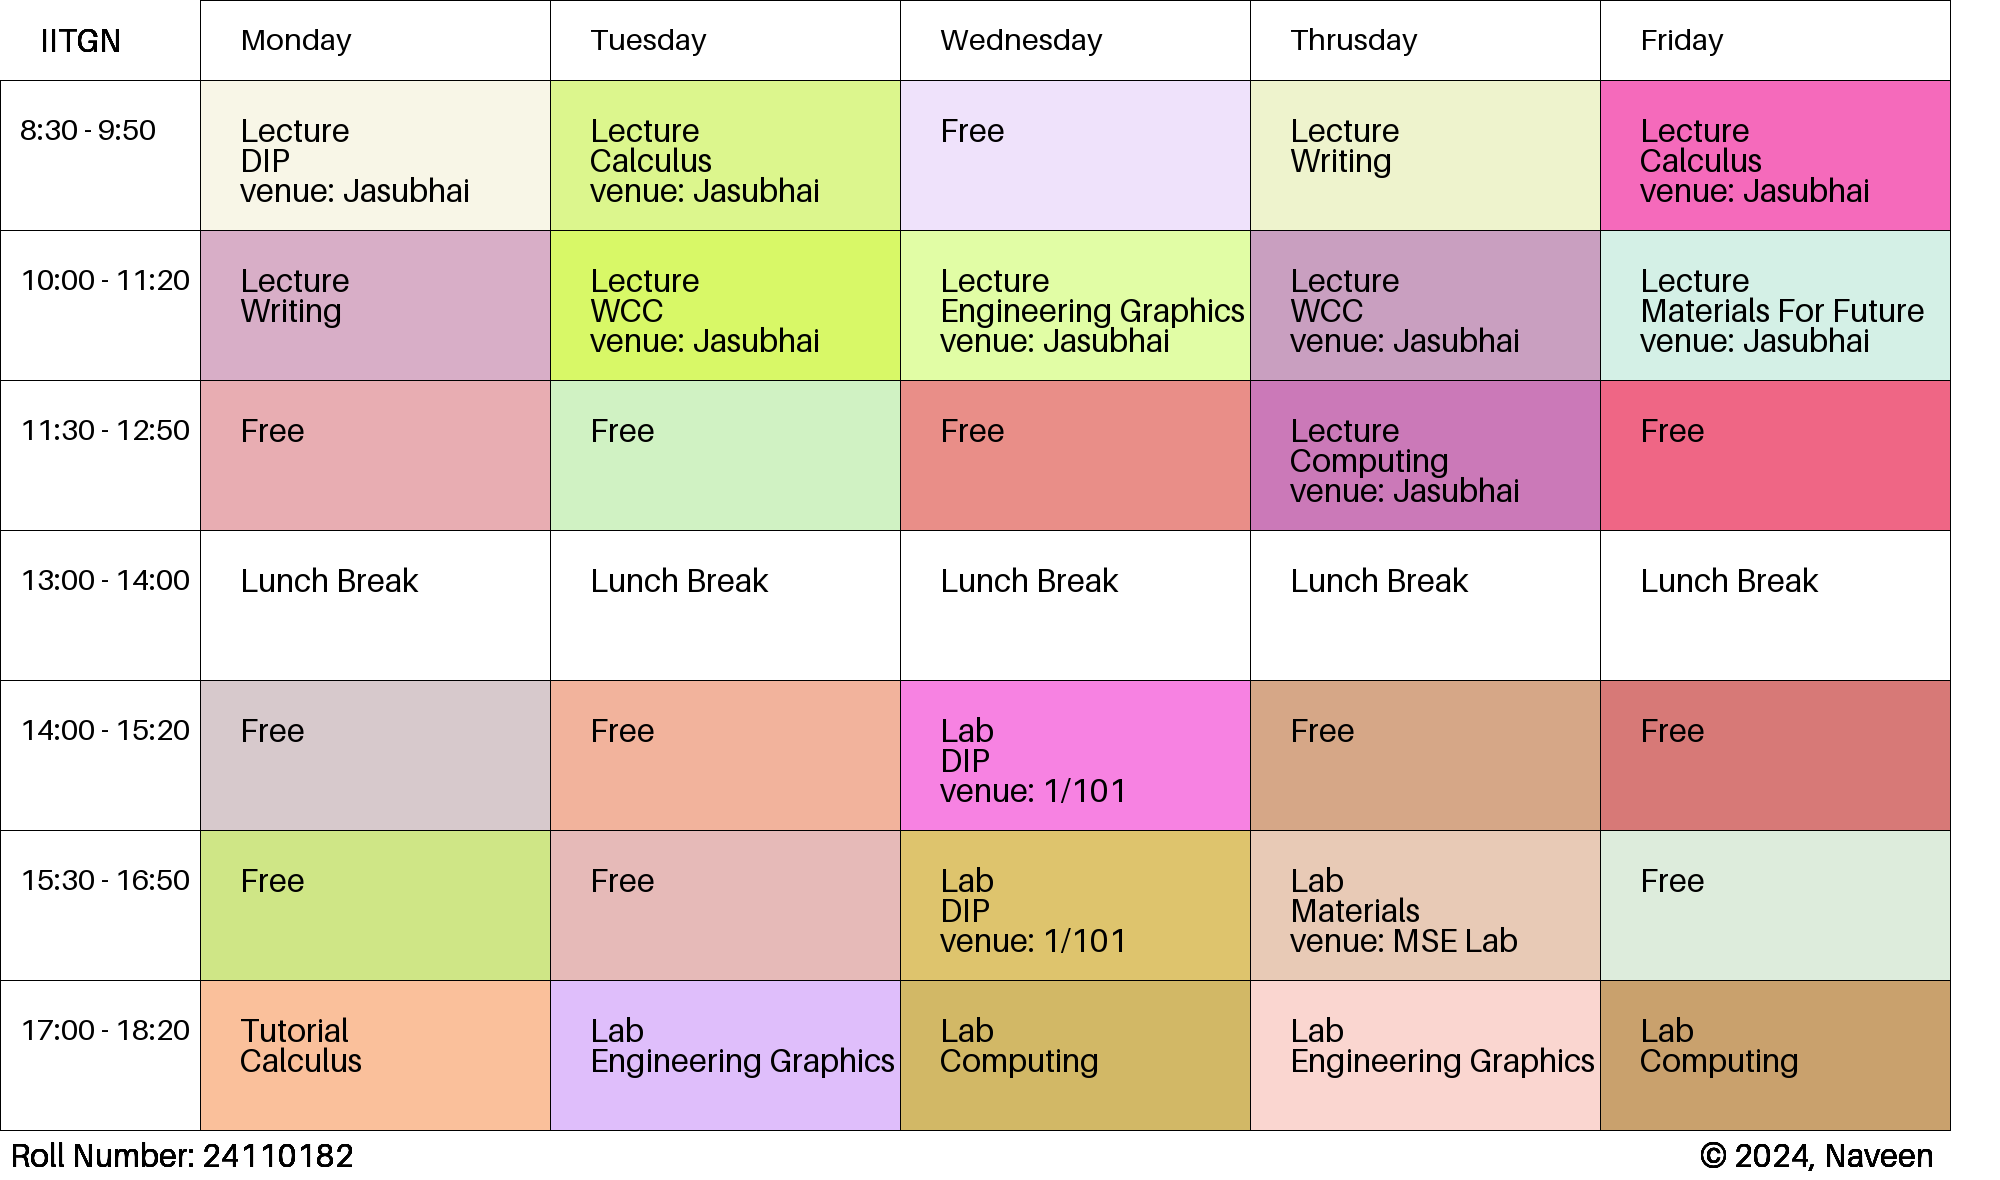 IITGN Monday Tuesday Wednesday Thrusday Friday
8:30 - 9:50
Lecture
DIP
venue: Jasubhai
Lecture
Calculus
venue: Jasubhai
Free
Lecture
Writing
Lecture
Calculus
venue: Jasubhai
10:00 - 11:20
Lecture
Writing
Lecture
WCC
venue: Jasubhai
Lecture
Engineering Graphics
venue: Jasubhai
Lecture
WCC
venue: Jasubhai
Lecture
Materials For Future
venue: Jasubhai
11:30 - 12:50
Free
Free
Free
Lecture
Computing
venue: Jasubhai
Free
13:00 - 14:00
Lunch Break
Lunch Break
Lunch Break
Lunch Break
Lunch Break
14:00 - 15:20
Free
Free
Lab
DIP
venue: 1/101
Free
Free
15:30 - 16:50
Free
Free
Lab
DIP
venue: 1/101
Lab
Materials
venue: MSE Lab
Free
17:00 - 18:20
Tutorial
Calculus
Lab
Engineering Graphics
Lab
Computing
Lab
Engineering Graphics
Lab
Computing
Roll Number: 24110182
© 2024, Naveen